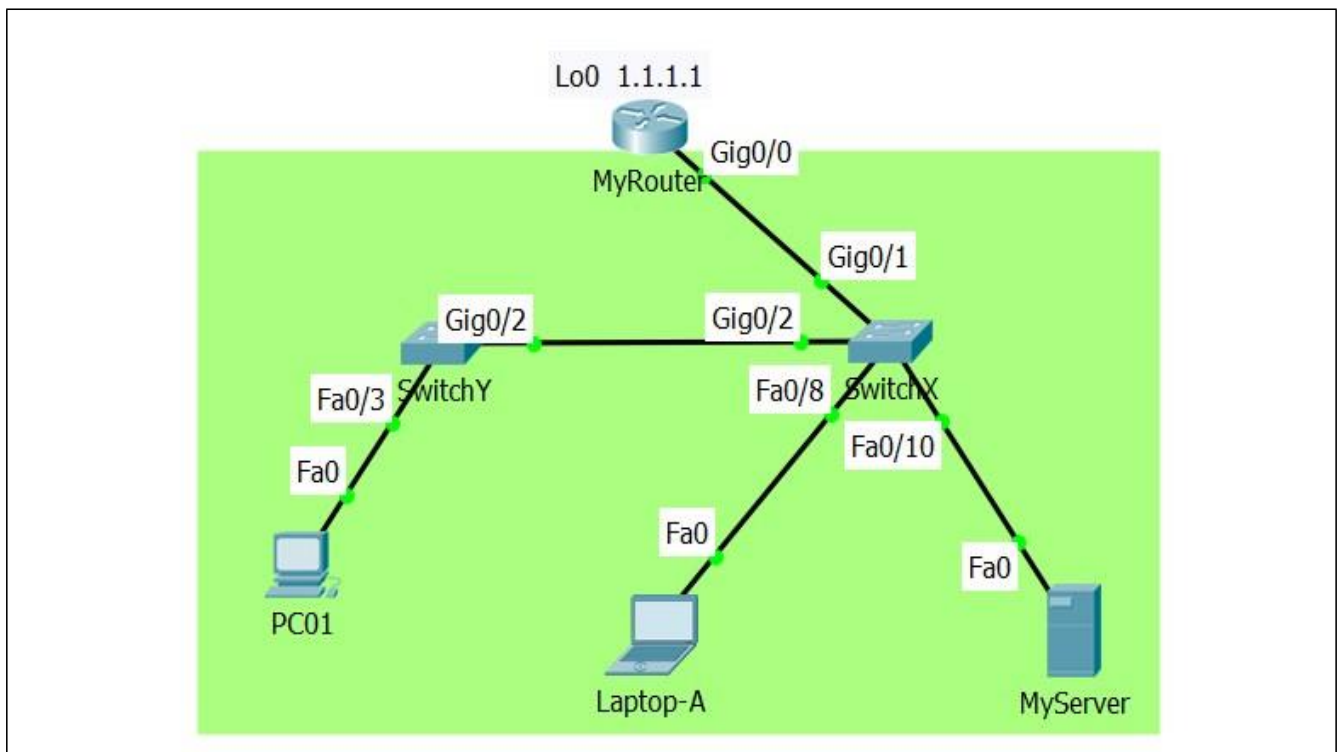 Lo0 1.1.1.1
Gig0/0
MyRouter
Gig0/1
Gig0/2
Gig0/2
SwitchY
Fa0/8
SwitchX
Fa0/3
Fa0/10
Fa0
Fa0
Fa0
PC01
Laptop-A
MyServer